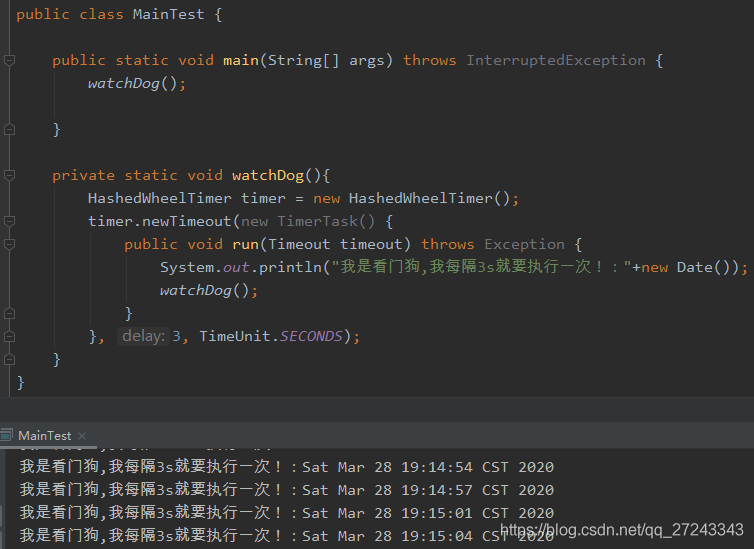 public class MainTest {
public static void main(String[] args) throws InterruptedException {
watchDog();
}
private static void watchDog(){
HashedWheelTimer timer = new HashedWheelTimer();
timer.newTimeout(new TimerTask() {
public void run(Timeout timeout) throws Exception {
System.out.println("我是看门狗,我每隔3s就要执行一次！："+new Date());
watchDog();
}
}, delay: 3, TimeUnit.SECONDS);
}
}
MainTest ×
我是看门狗,我每隔3s就要执行一次！：Sat Mar 28 19:14:54 CST 2020
我是看门狗,我每隔3s就要执行一次！：Sat Mar 28 19:14:57 CST 2020
我是看门狗,我每隔3s就要执行一次！：Sat Mar 28 19:15:01 CST 2020
我是看门狗,我每隔3s就要执行一次！：Sat Mar 28 19:15:04 CST 2020
https://blog.csdn.net/qq_27243343